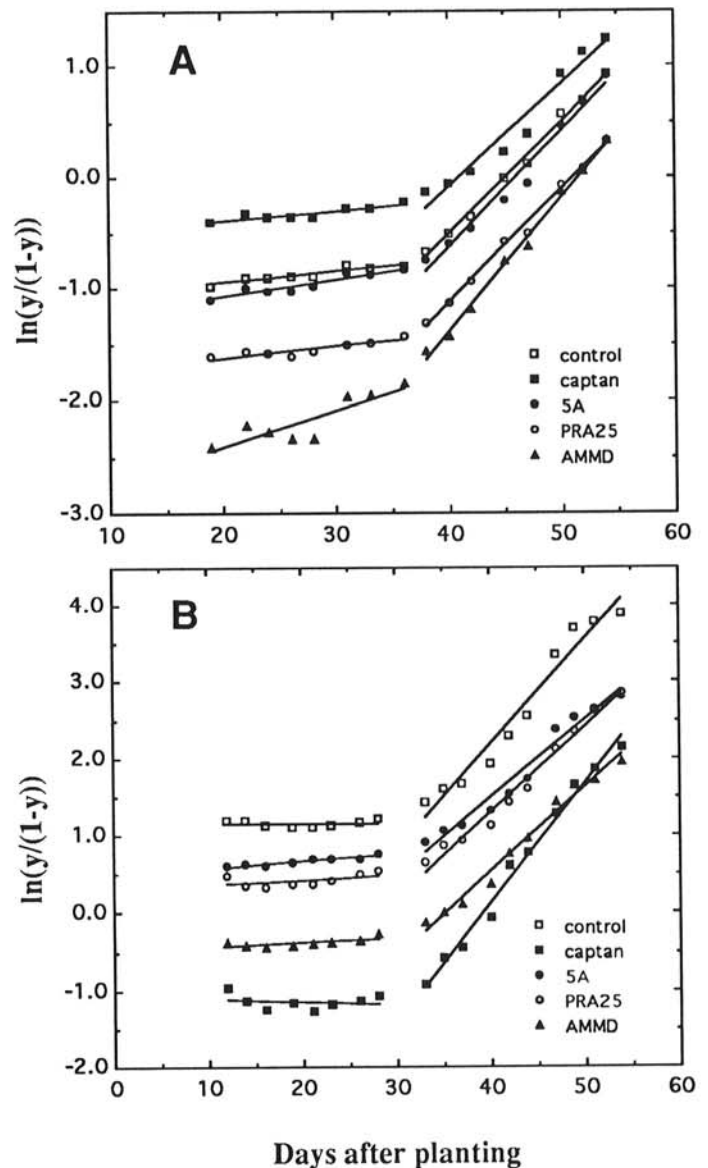 A
ln(y/(1-y))
1.0
0.0
-1.0
-2.0
-3.0
control
captan
5A
PRA25
AMMD
10 20 30 40 50 60
B
ln(y/(1-y))
4.0
3.0
2.0
1.0
0.0
-1.0
-2.0
control
captan
5A
PRA25
AMMD
0 10 20 30 40 50 60
Days after planting